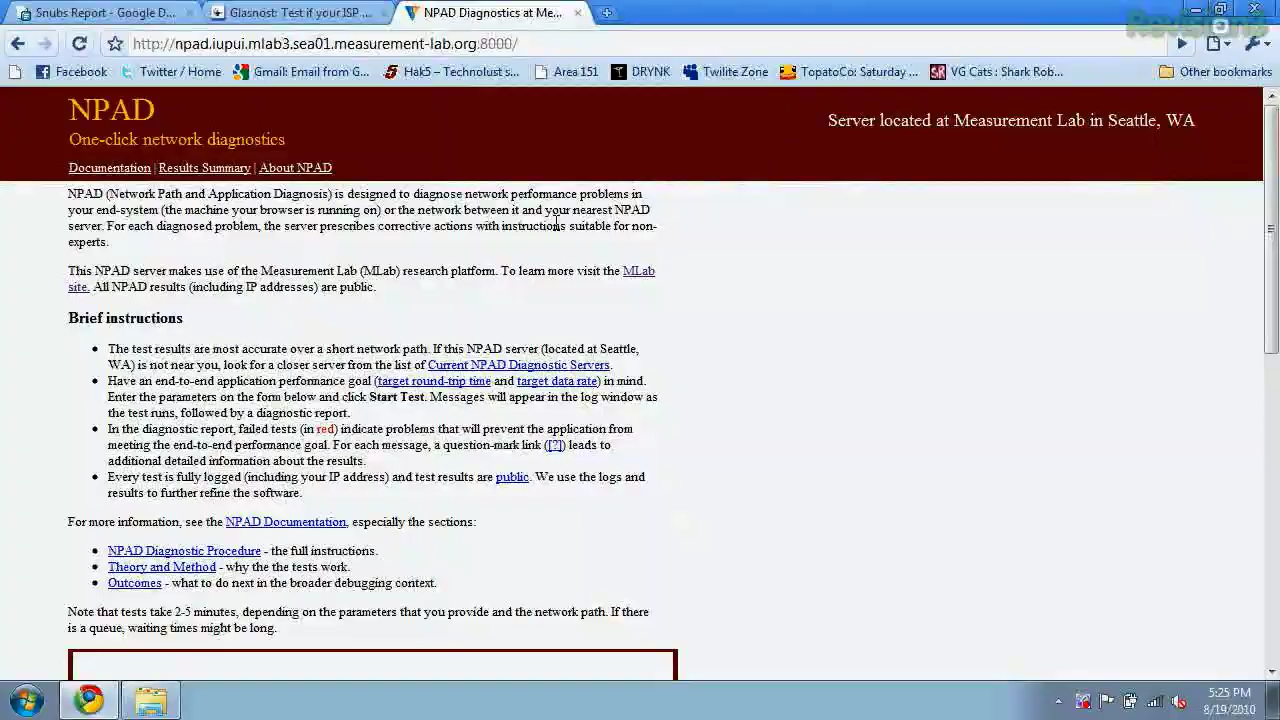 Snubs Report - Google D...
Glasnost: Test if your ISP ...
NPAD Diagnostics at Me...
Revision3
http://npad.iupui.mlab3.sea01.measurement-lab.org:8000/
Facebook
Twitter / Home
Gmail: Email from G...
Hak5 – Technolust s...
Area 151
DRYNK
Twilite Zone
TopatoCo: Saturday ...
VG Cats : Shark Rob...
Other bookmarks
NPAD
Server located at Measurement Lab in Seattle, WA
One-click network diagnostics
Documentation | Results Summary | About NPAD
NPAD (Network Path and Application Diagnosis) is designed to diagnose network performance problems in
your end-system (the machine your browser is running on) or the network between it and your nearest NPAD
server. For each diagnosed problem, the server prescribes corrective actions with instructions suitable for non-
experts.
This NPAD server makes use of the Measurement Lab (MLab) research platform. To learn more visit the MLab
site. All NPAD results (including IP addresses) are public.
Brief instructions
• The test results are most accurate over a short network path. If this NPAD server (located at Seattle,
WA) is not near you, look for a closer server from the list of Current NPAD Diagnostic Servers.
• Have an end-to-end application performance goal (target round-trip time and target data rate) in mind.
Enter the parameters on the form below and click Start Test. Messages will appear in the log window as
the test runs, followed by a diagnostic report.
• In the diagnostic report, failed tests (in red) indicate problems that will prevent the application from
meeting the end-to-end performance goal. For each message, a question-mark link ([?]) leads to
additional detailed information about the results.
• Every test is fully logged (including your IP address) and test results are public. We use the logs and
results to further refine the software.
For more information, see the NPAD Documentation, especially the sections:
• NPAD Diagnostic Procedure - the full instructions.
• Theory and Method - why the the tests work.
• Outcomes - what to do next in the broader debugging context.
Note that tests take 2-5 minutes, depending on the parameters that you provide and the network path. If there
is a queue, waiting times might be long.
5:25 PM
8/19/2010